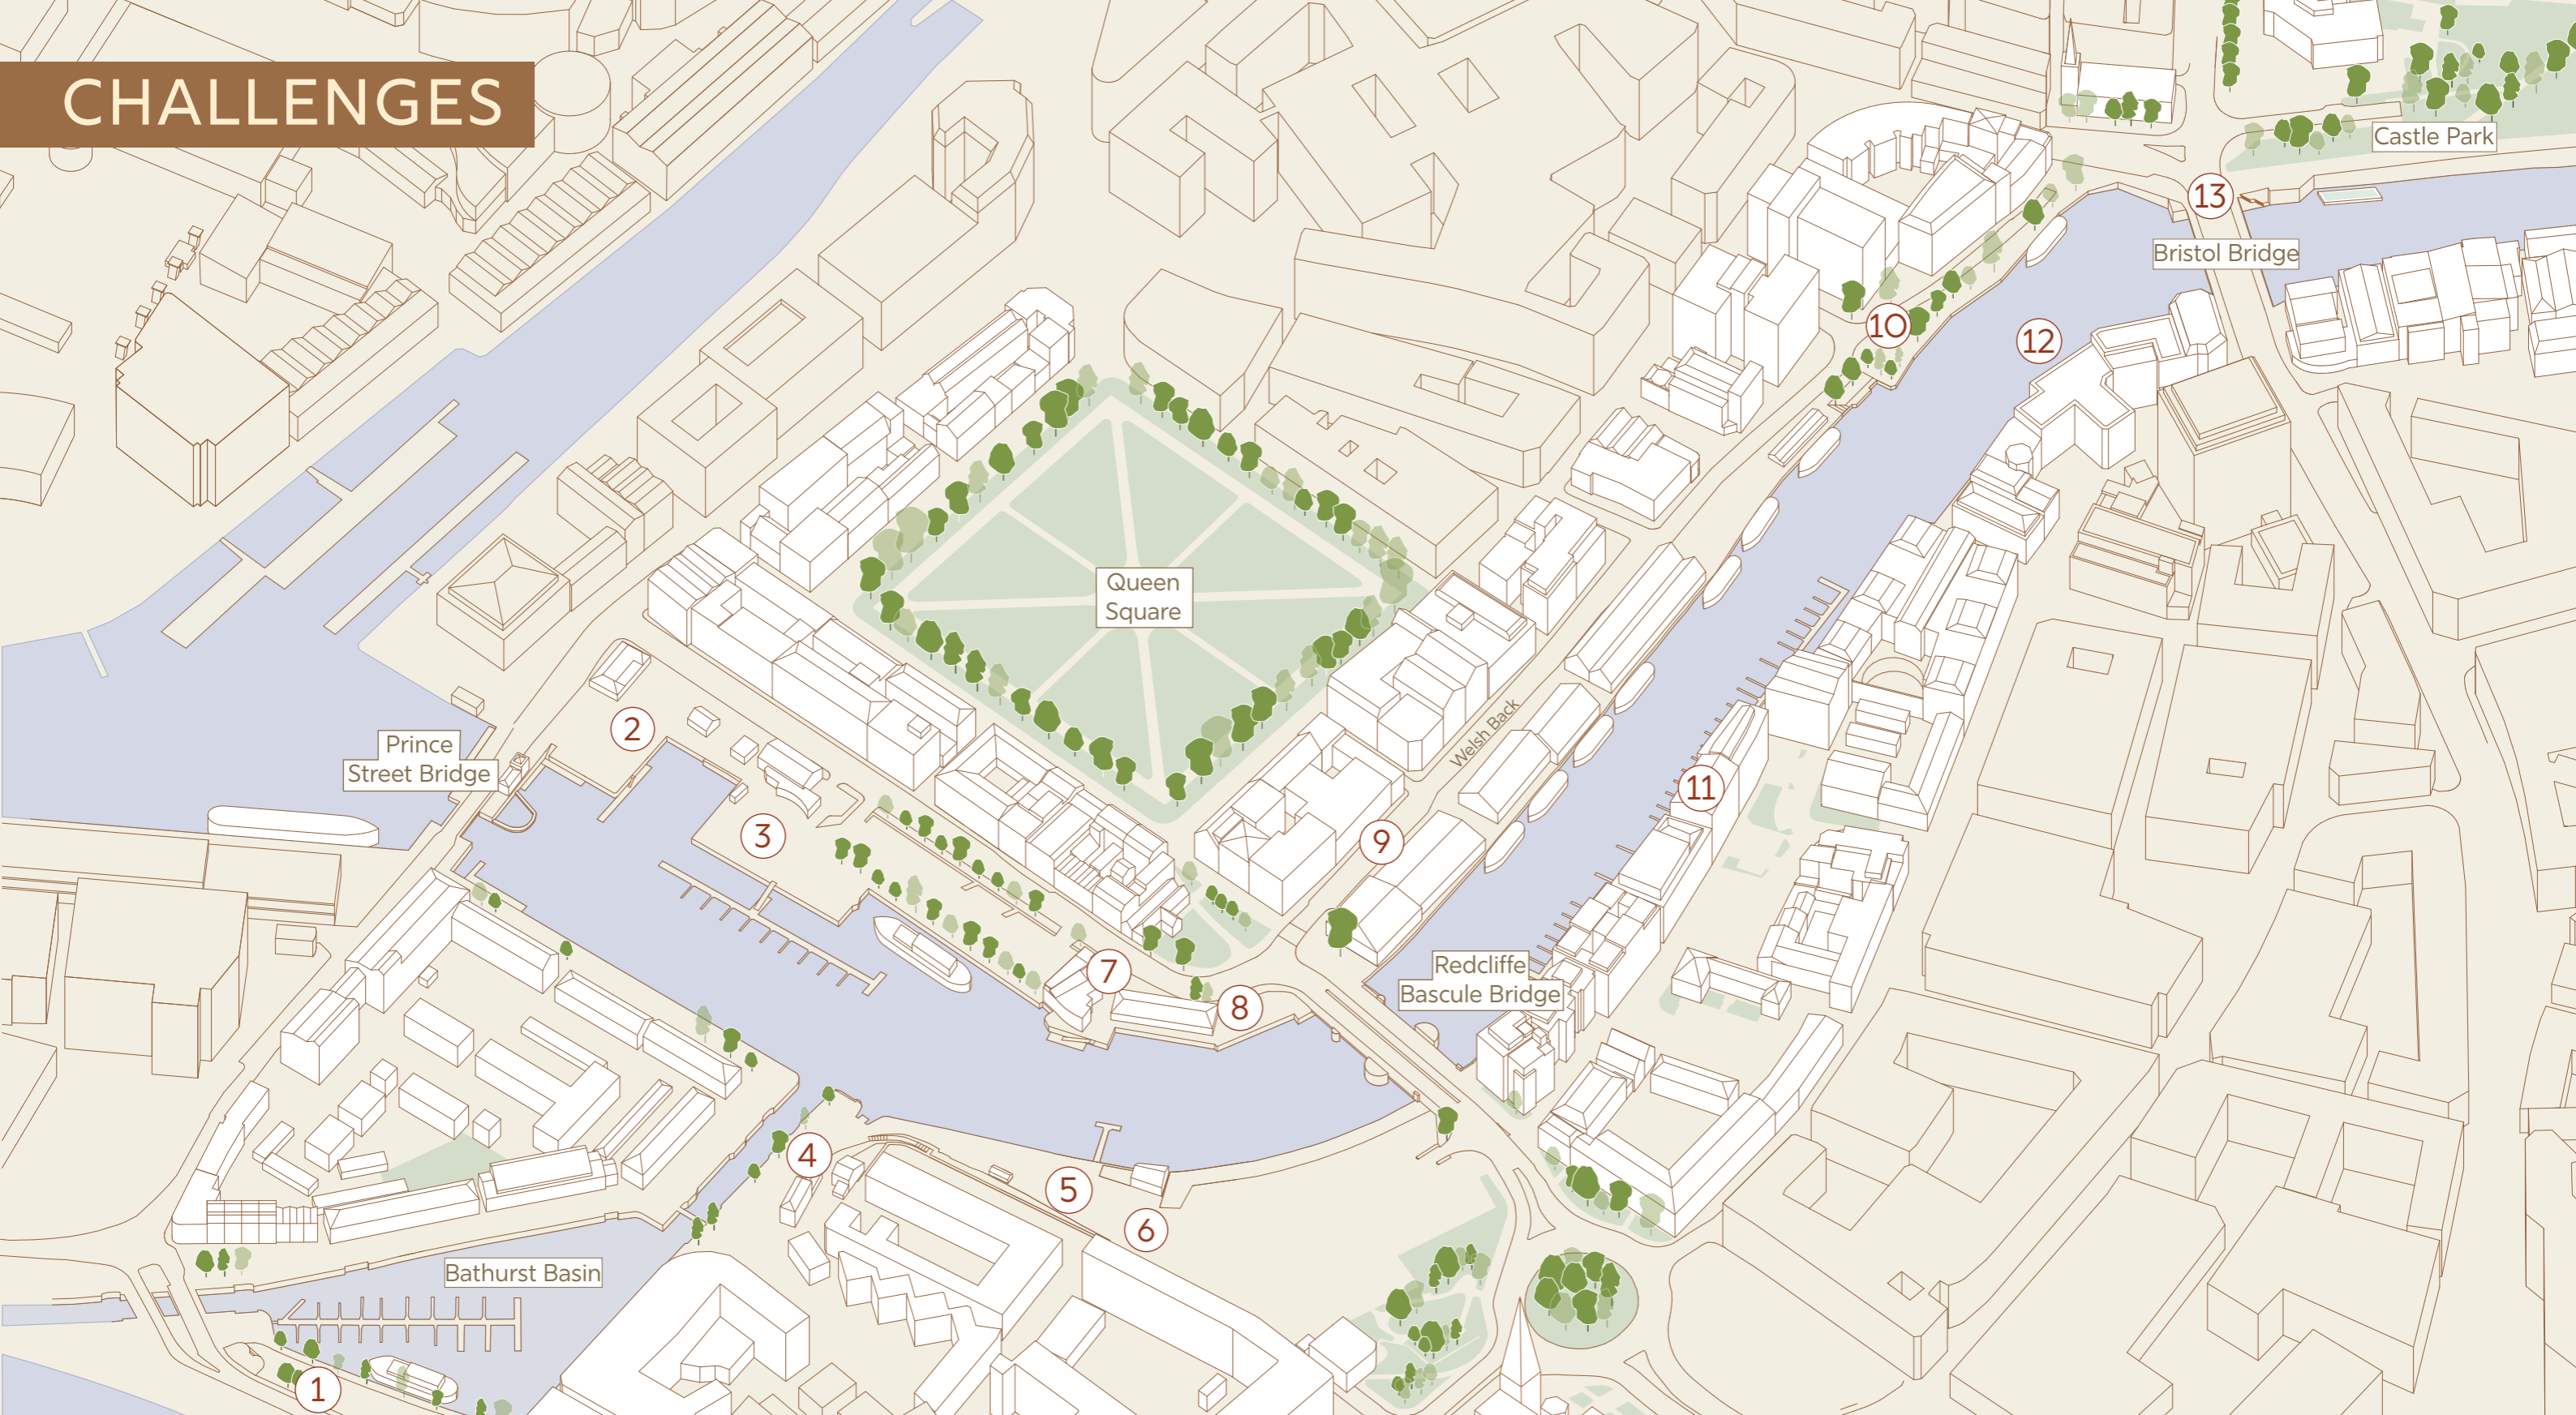 CHALLENGES
Castle Park
13
Bristol Bridge
10
12
Queen
Square
Welsh Back
2
Prince
Street Bridge
11
3
9
7
Redcliffe
Bascule Bridge
8
4
5
6
Bathurst Basin
1